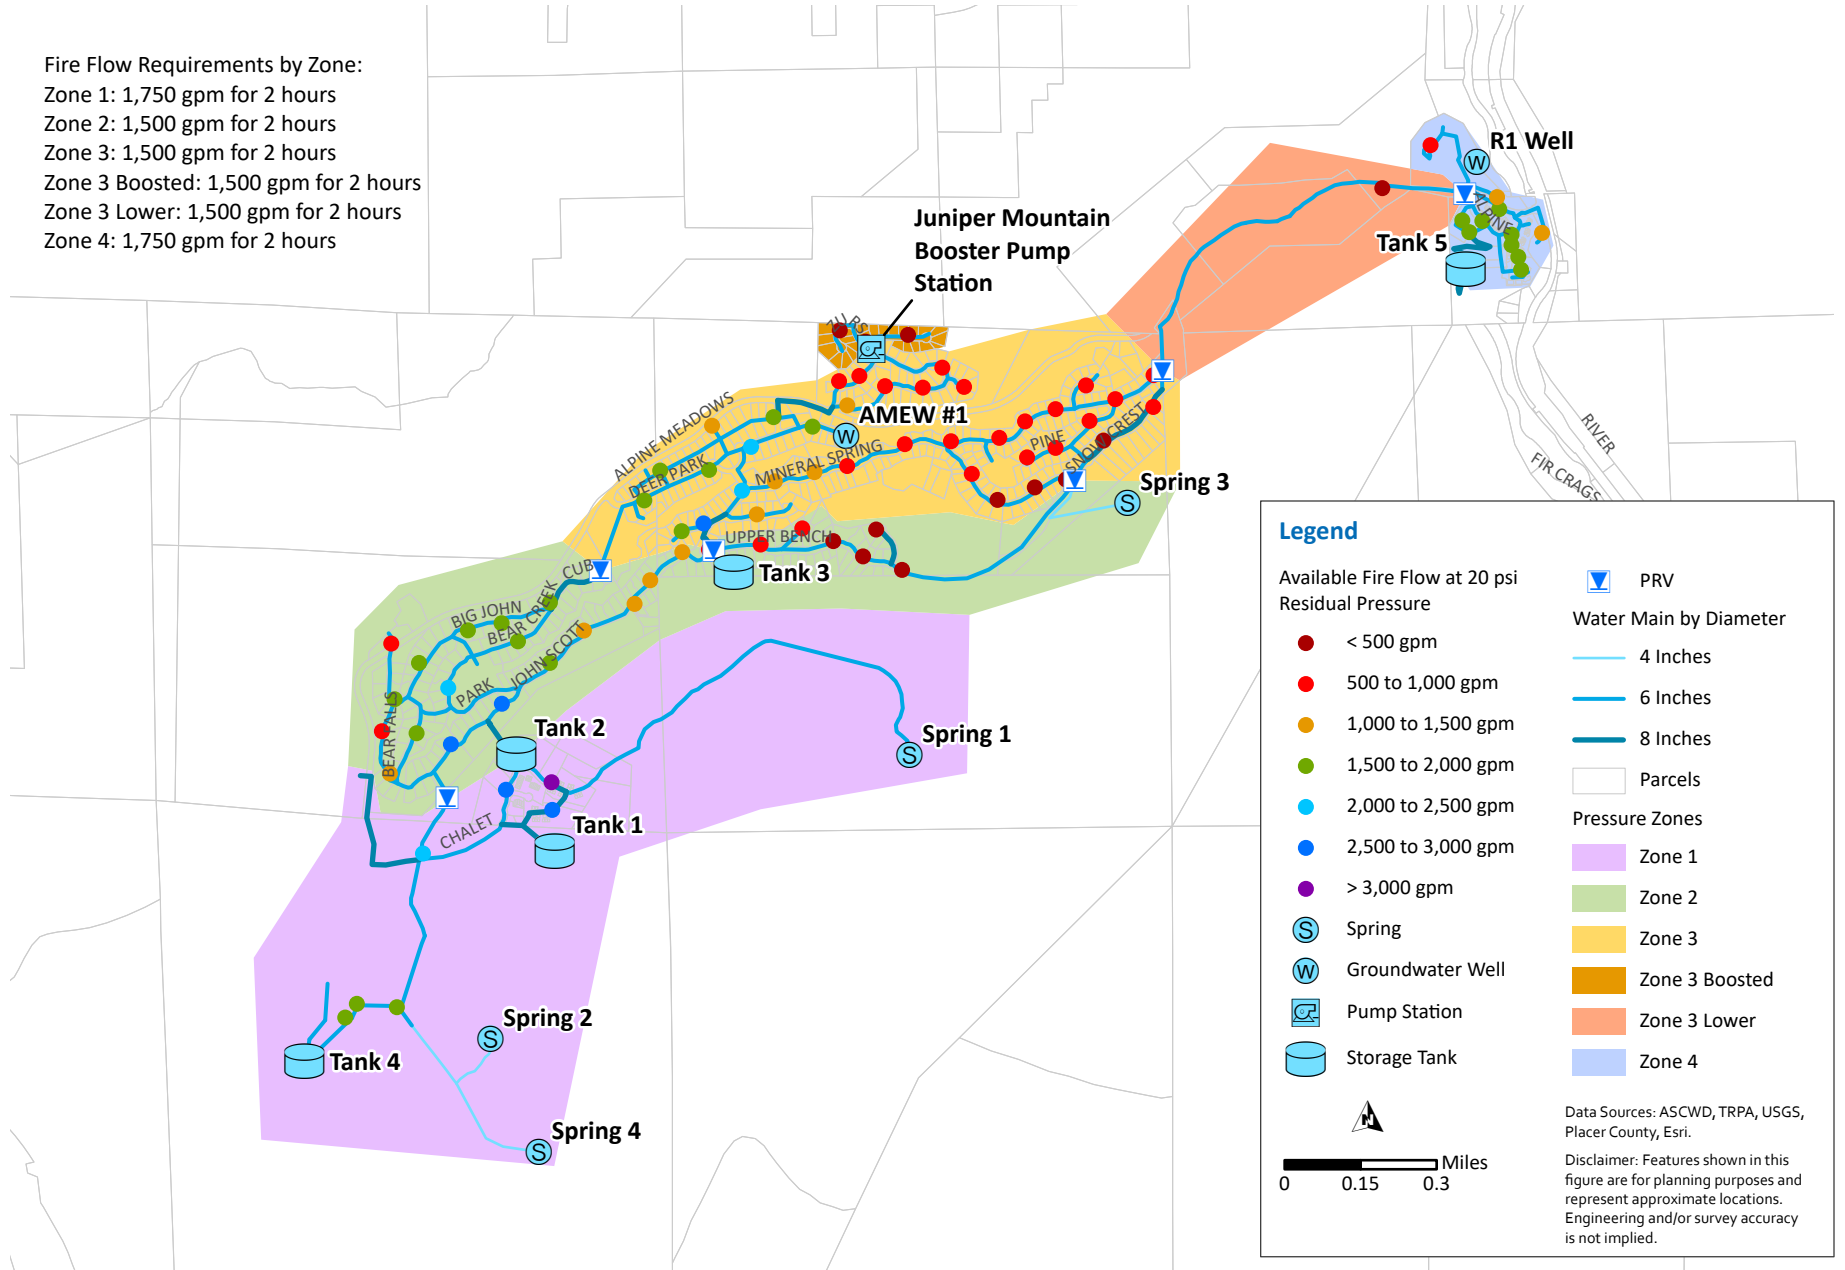 Fire Flow Requirements by Zone:
Zone 1: 1,750 gpm for 2 hours
Zone 2: 1,500 gpm for 2 hours
Zone 3: 1,500 gpm for 2 hours
Zone 3 Boosted: 1,500 gpm for 2 hours
Zone 3 Lower: 1,500 gpm for 2 hours
Zone 4: 1,750 gpm for 2 hours
R1 Well
W
ALPINE
Tank 5
Juniper Mountain
Booster Pump
Station
AMEW #1
W
ALPINE MEADOWS
DEER PARK
MINERAL SPRING
PINE
SNOW CREST
Spring 3
S
RIVER
FIR CRAGS
UPPER BENCH
Tank 3
CUB
BIG JOHN
BEAR CREEK
JOHN SCOTT
PARK
BEAR FALLS
Tank 2
Spring 1
S
CHALET
Tank 1
Spring 2
S
Tank 4
Spring 4
S
Legend
Available Fire Flow at 20 psi
Residual Pressure
< 500 gpm
500 to 1,000 gpm
1,000 to 1,500 gpm
1,500 to 2,000 gpm
2,000 to 2,500 gpm
2,500 to 3,000 gpm
> 3,000 gpm
S Spring
W Groundwater Well
Pump Station
Storage Tank
N
Miles
0 0.15 0.3
PRV
Water Main by Diameter
4 Inches
6 Inches
8 Inches
Parcels
Pressure Zones
Zone 1
Zone 2
Zone 3
Zone 3 Boosted
Zone 3 Lower
Zone 4
Data Sources: ASCWD, TRPA, USGS,
Placer County, Esri.
Disclaimer: Features shown in this
figure are for planning purposes and
represent approximate locations.
Engineering and/or survey accuracy
is not implied.